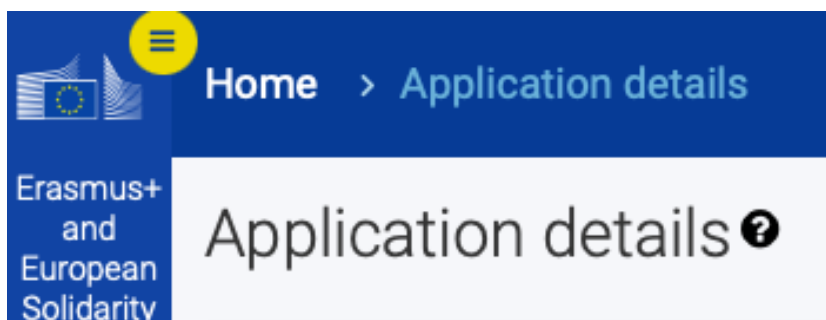 Home > Application details
Erasmus+
and
European
Solidarity
Application details